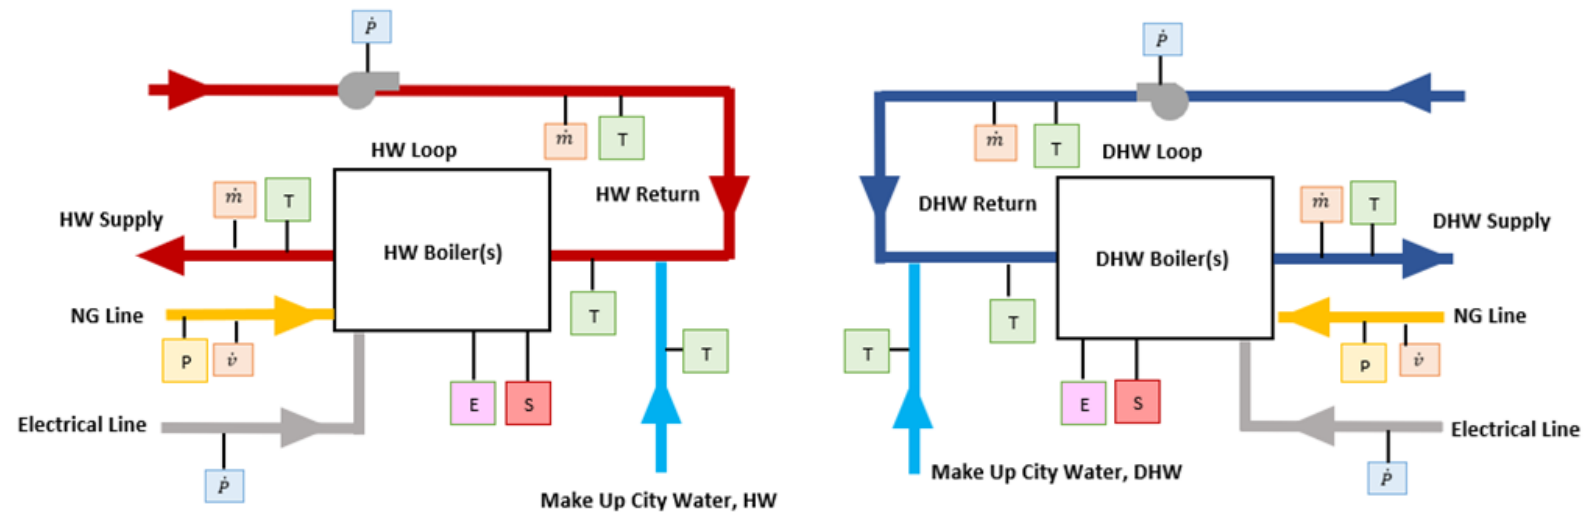 Ṗ
Ṗ
ṁ
T
ṁ
T
HW Loop
DHW Loop
ṁ
T
HW Return
DHW Return
ṁ
T
HW Supply
DHW Supply
HW Boiler(s)
DHW Boiler(s)
NG Line
T
T
NG Line
P
v̇
T
T
P
v̇
E
S
E
S
Electrical Line
Electrical Line
Make Up City Water, DHW
Ṗ
Ṗ
Make Up City Water, HW